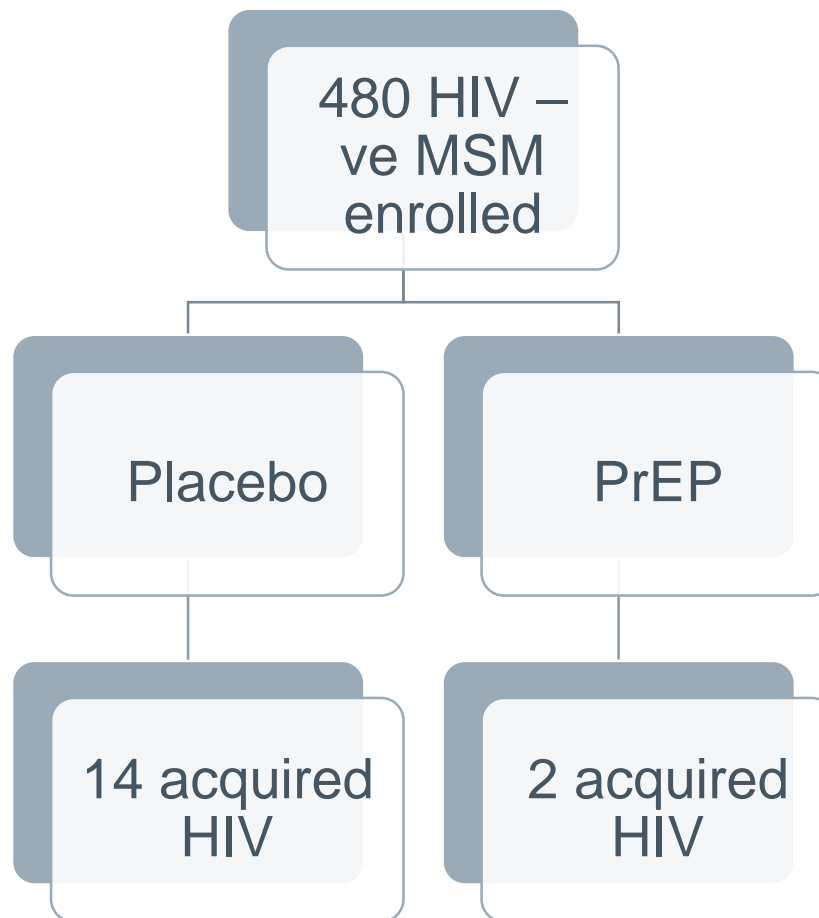 480 HIV –
ve MSM
enrolled
Placebo
PrEP
14 acquired
HIV
2 acquired
HIV